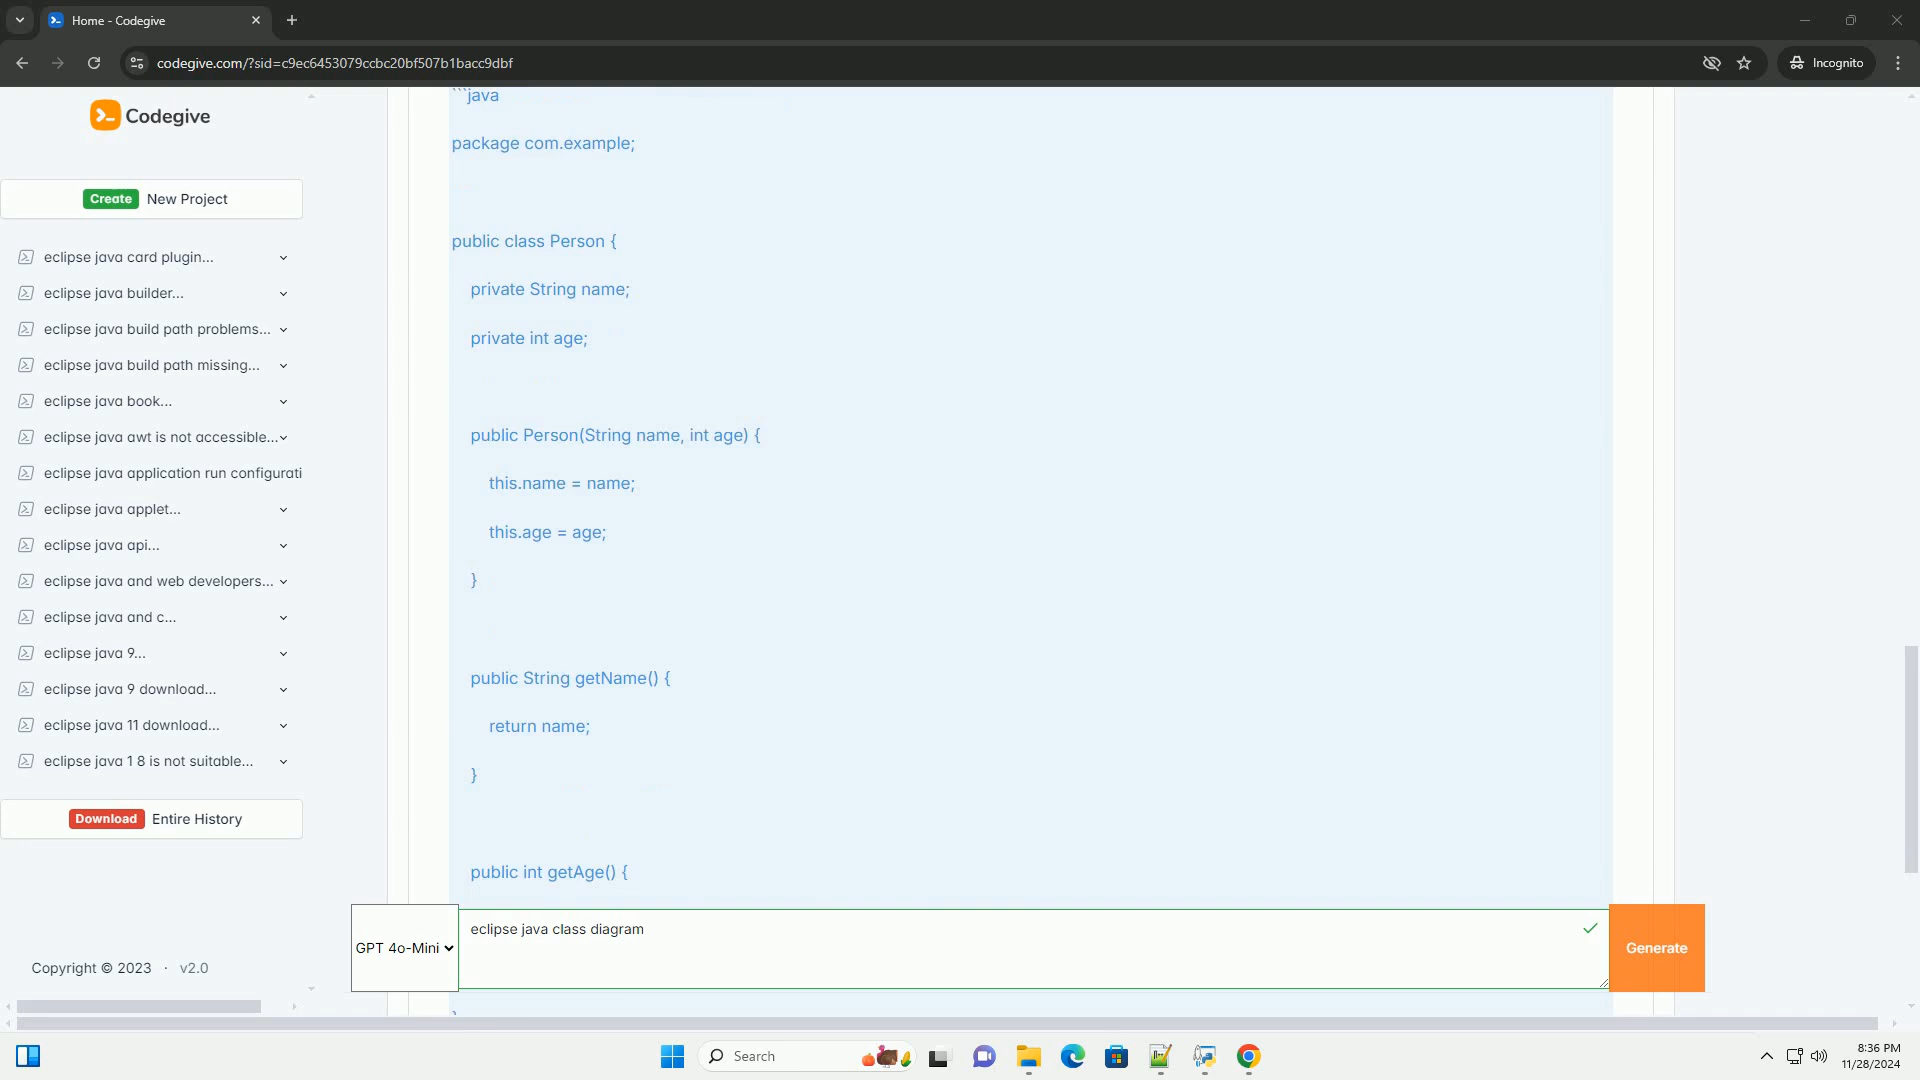 Home - Codegive
codegive.com/?sid=c9ec6453079ccbc20bf507b1bacc9dbf
Incognito
Codegive
Create New Project
eclipse java card plugin...
eclipse java builder...
eclipse java build path problems...
eclipse java build path missing...
eclipse java book...
eclipse java awt is not accessible...
eclipse java application run configurati
eclipse java applet...
eclipse java api...
eclipse java and web developers...
eclipse java and c...
eclipse java 9...
eclipse java 9 download...
eclipse java 11 download...
eclipse java 1 8 is not suitable...
Download Entire History
Copyright © 2023 · v2.0
```java
package com.example;
public class Person {
private String name;
private int age;
public Person(String name, int age) {
this.name = name;
this.age = age;
}
public String getName() {
return name;
}
public int getAge() {
GPT 4o-Mini
eclipse java class diagram
Generate
Search
8:36 PM
11/28/2024